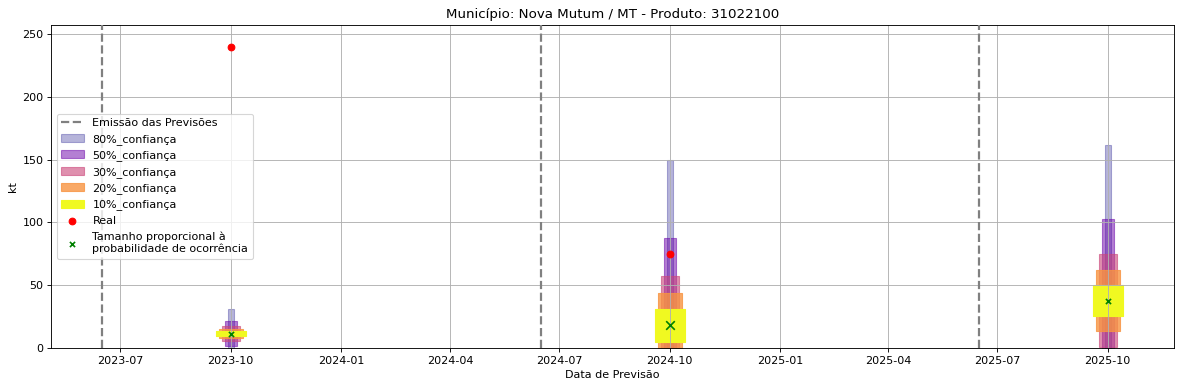 Município: Nova Mutum / MT - Produto: 31022100
250
200
150
100
50
0
kt
Emissão das Previsões
80%_confiança
50%_confiança
30%_confiança
20%_confiança
10%_confiança
Real
Tamanho proporcional à
probabilidade de ocorrência
2023-07
2023-10
2024-01
2024-04
2024-07
2024-10
2025-01
2025-04
2025-07
2025-10
Data de Previsão